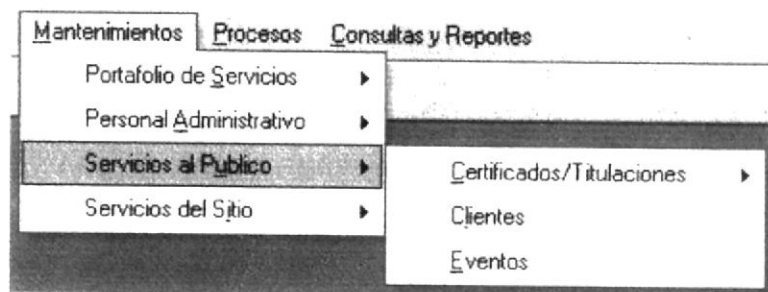 Mantenimientos Procesos Consultas y Reportes
Portafolio de Servicios
Personal Administrativo
Servicios al Publico
Servicios del Sitio
Certificados/Titulaciones
Clientes
Eventos